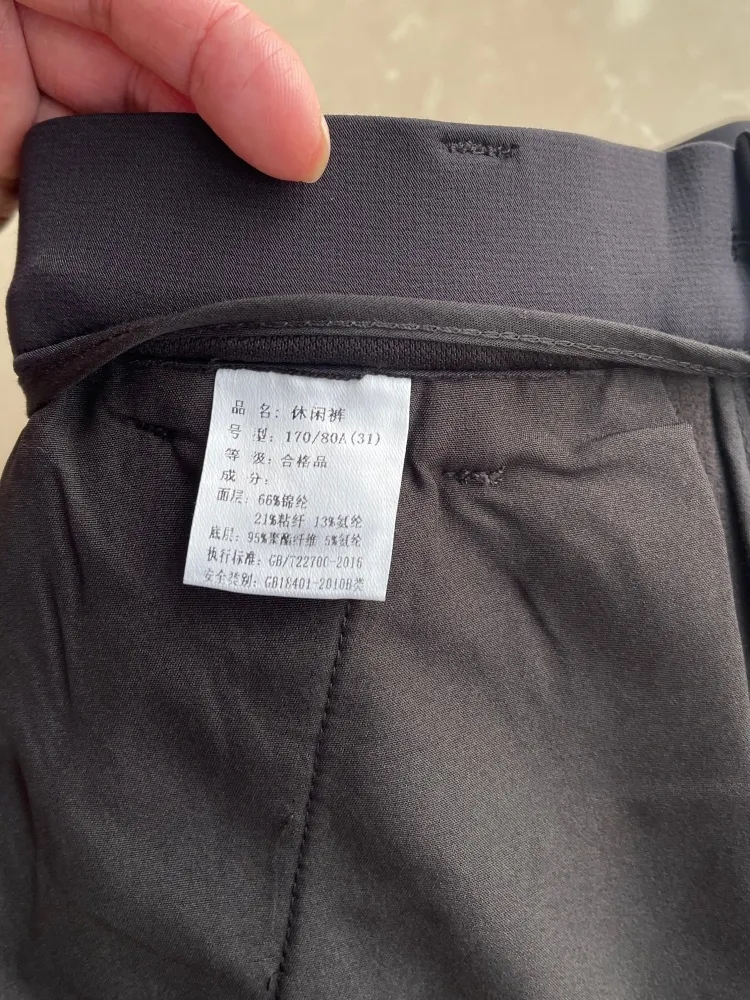 品 名: 休闲裤
号 型: 170/80A(31)
等 级: 合格品
成 分:
面层: 66%锦纶
21%粘纤 13%氨纶
底层: 95%聚酯纤维 5%氨纶
执行标准: GB/T22700-2016
安全类别: GB18401-2010B类